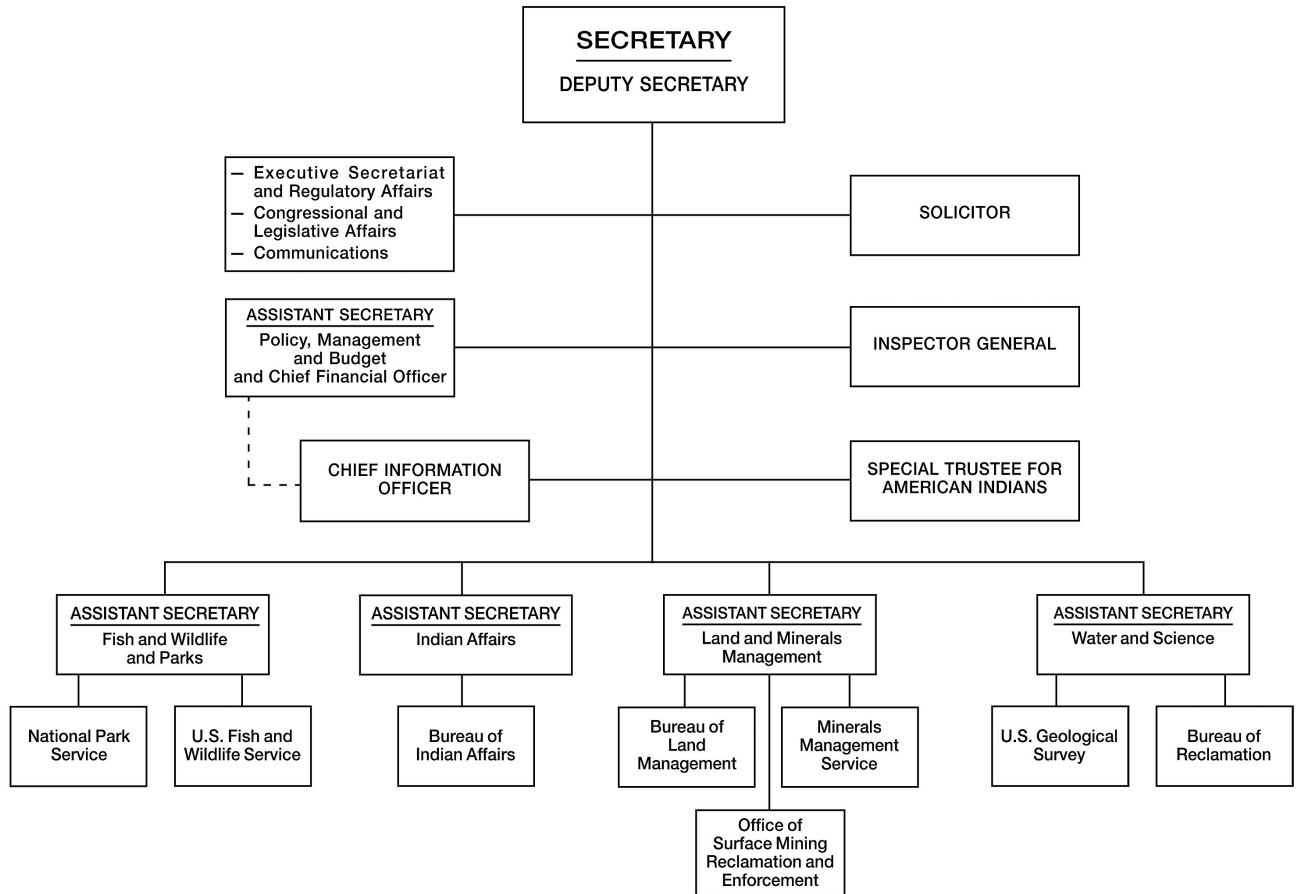 SECRETARY
DEPUTY SECRETARY
– Executive Secretariat
and Regulatory Affairs
– Congressional and
Legislative Affairs
– Communications
SOLICITOR
ASSISTANT SECRETARY
Policy, Management
and Budget
and Chief Financial Officer
INSPECTOR GENERAL
CHIEF INFORMATION
OFFICER
SPECIAL TRUSTEE FOR
AMERICAN INDIANS
ASSISTANT SECRETARY
Fish and Wildlife
and Parks
ASSISTANT SECRETARY
Indian Affairs
ASSISTANT SECRETARY
Land and Minerals
Management
ASSISTANT SECRETARY
Water and Science
National Park
Service
U.S. Fish and
Wildlife Service
Bureau of
Indian Affairs
Bureau of
Land
Management
Minerals
Management
Service
U.S. Geological
Survey
Bureau of
Reclamation
Office of
Surface Mining
Reclamation and
Enforcement